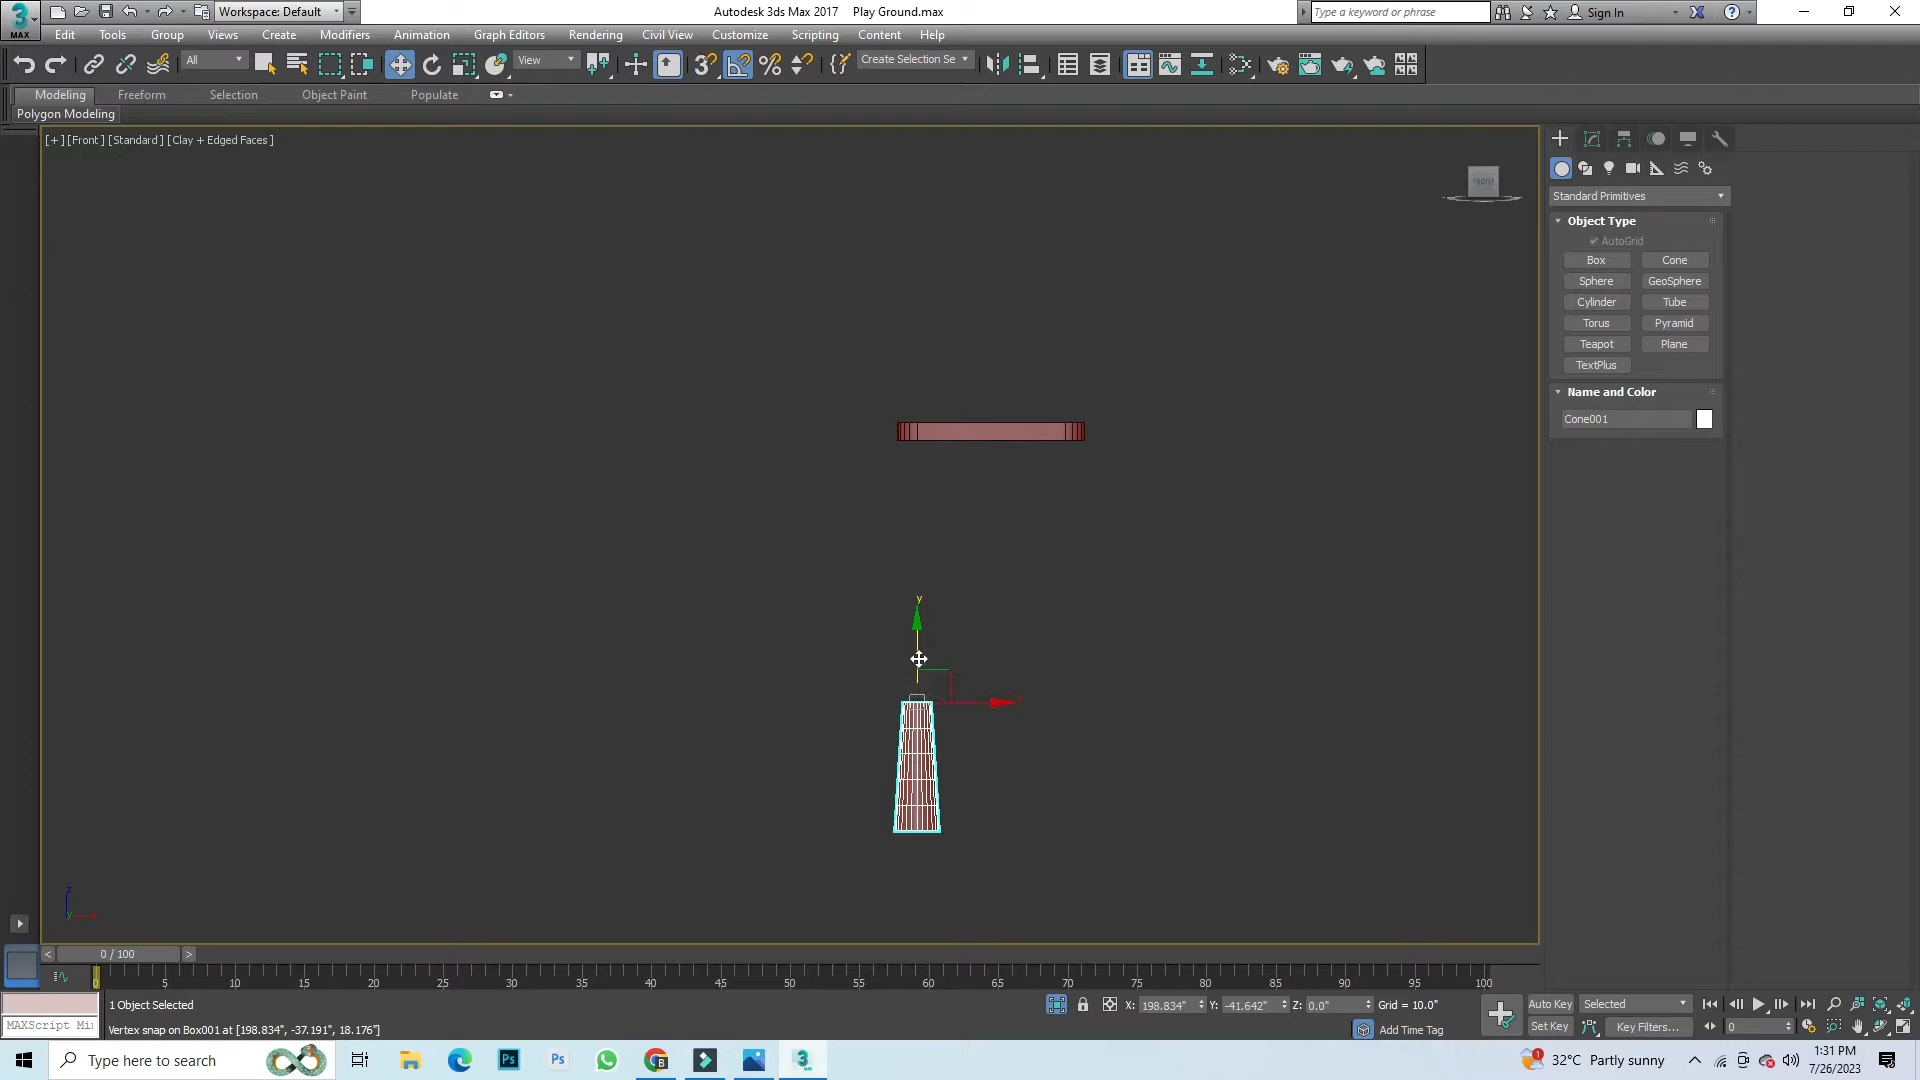 Workspace: Default
Autodesk 3ds Max 2017 Play Ground.max
Type a keyword or phrase
Sign In
MAX
Edit Tools Group Views Create Modifiers Animation Graph Editors Rendering Civil View Customize Scripting Content Help
All
View
Create Selection Se
Modeling Freeform Selection Object Paint Populate
Polygon Modeling
[+] [Front] [Standard] [Clay + Edged Faces]
FRONT
Standard Primitives
Object Type
AutoGrid
Box Cone
Sphere GeoSphere
Cylinder Tube
Torus Pyramid
Teapot Plane
TextPlus
Name and Color
Cone001
y
x
z
y
0 / 100
0 5 10 15 20 25 30 35 40 45 50 55 60 65 70 75 80 85 90 95 100
1 Object Selected
X: 198.834" Y: -41.642" Z: 0.0" Grid = 10.0"
Auto Key Selected
MAXScript Mi
Vertex snap on Box001 at [198.834", -37.191", 18.176"]
Add Time Tag
Set Key Key Filters... 0
Type here to search
32°C Partly sunny
1:31 PM
7/26/2023